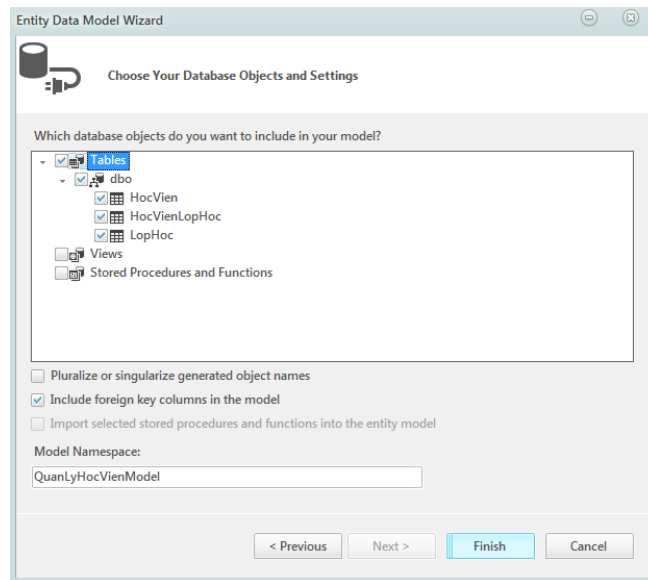 Entity Data Model Wizard
Choose Your Database Objects and Settings
Which database objects do you want to include in your model?
Tables
dbo
HocVien
HocVienLopHoc
LopHoc
Views
Stored Procedures and Functions
Pluralize or singularize generated object names
Include foreign key columns in the model
Import selected stored procedures and functions into the entity model
Model Namespace:
QuanLyHocVienModel
< Previous Next > Finish Cancel